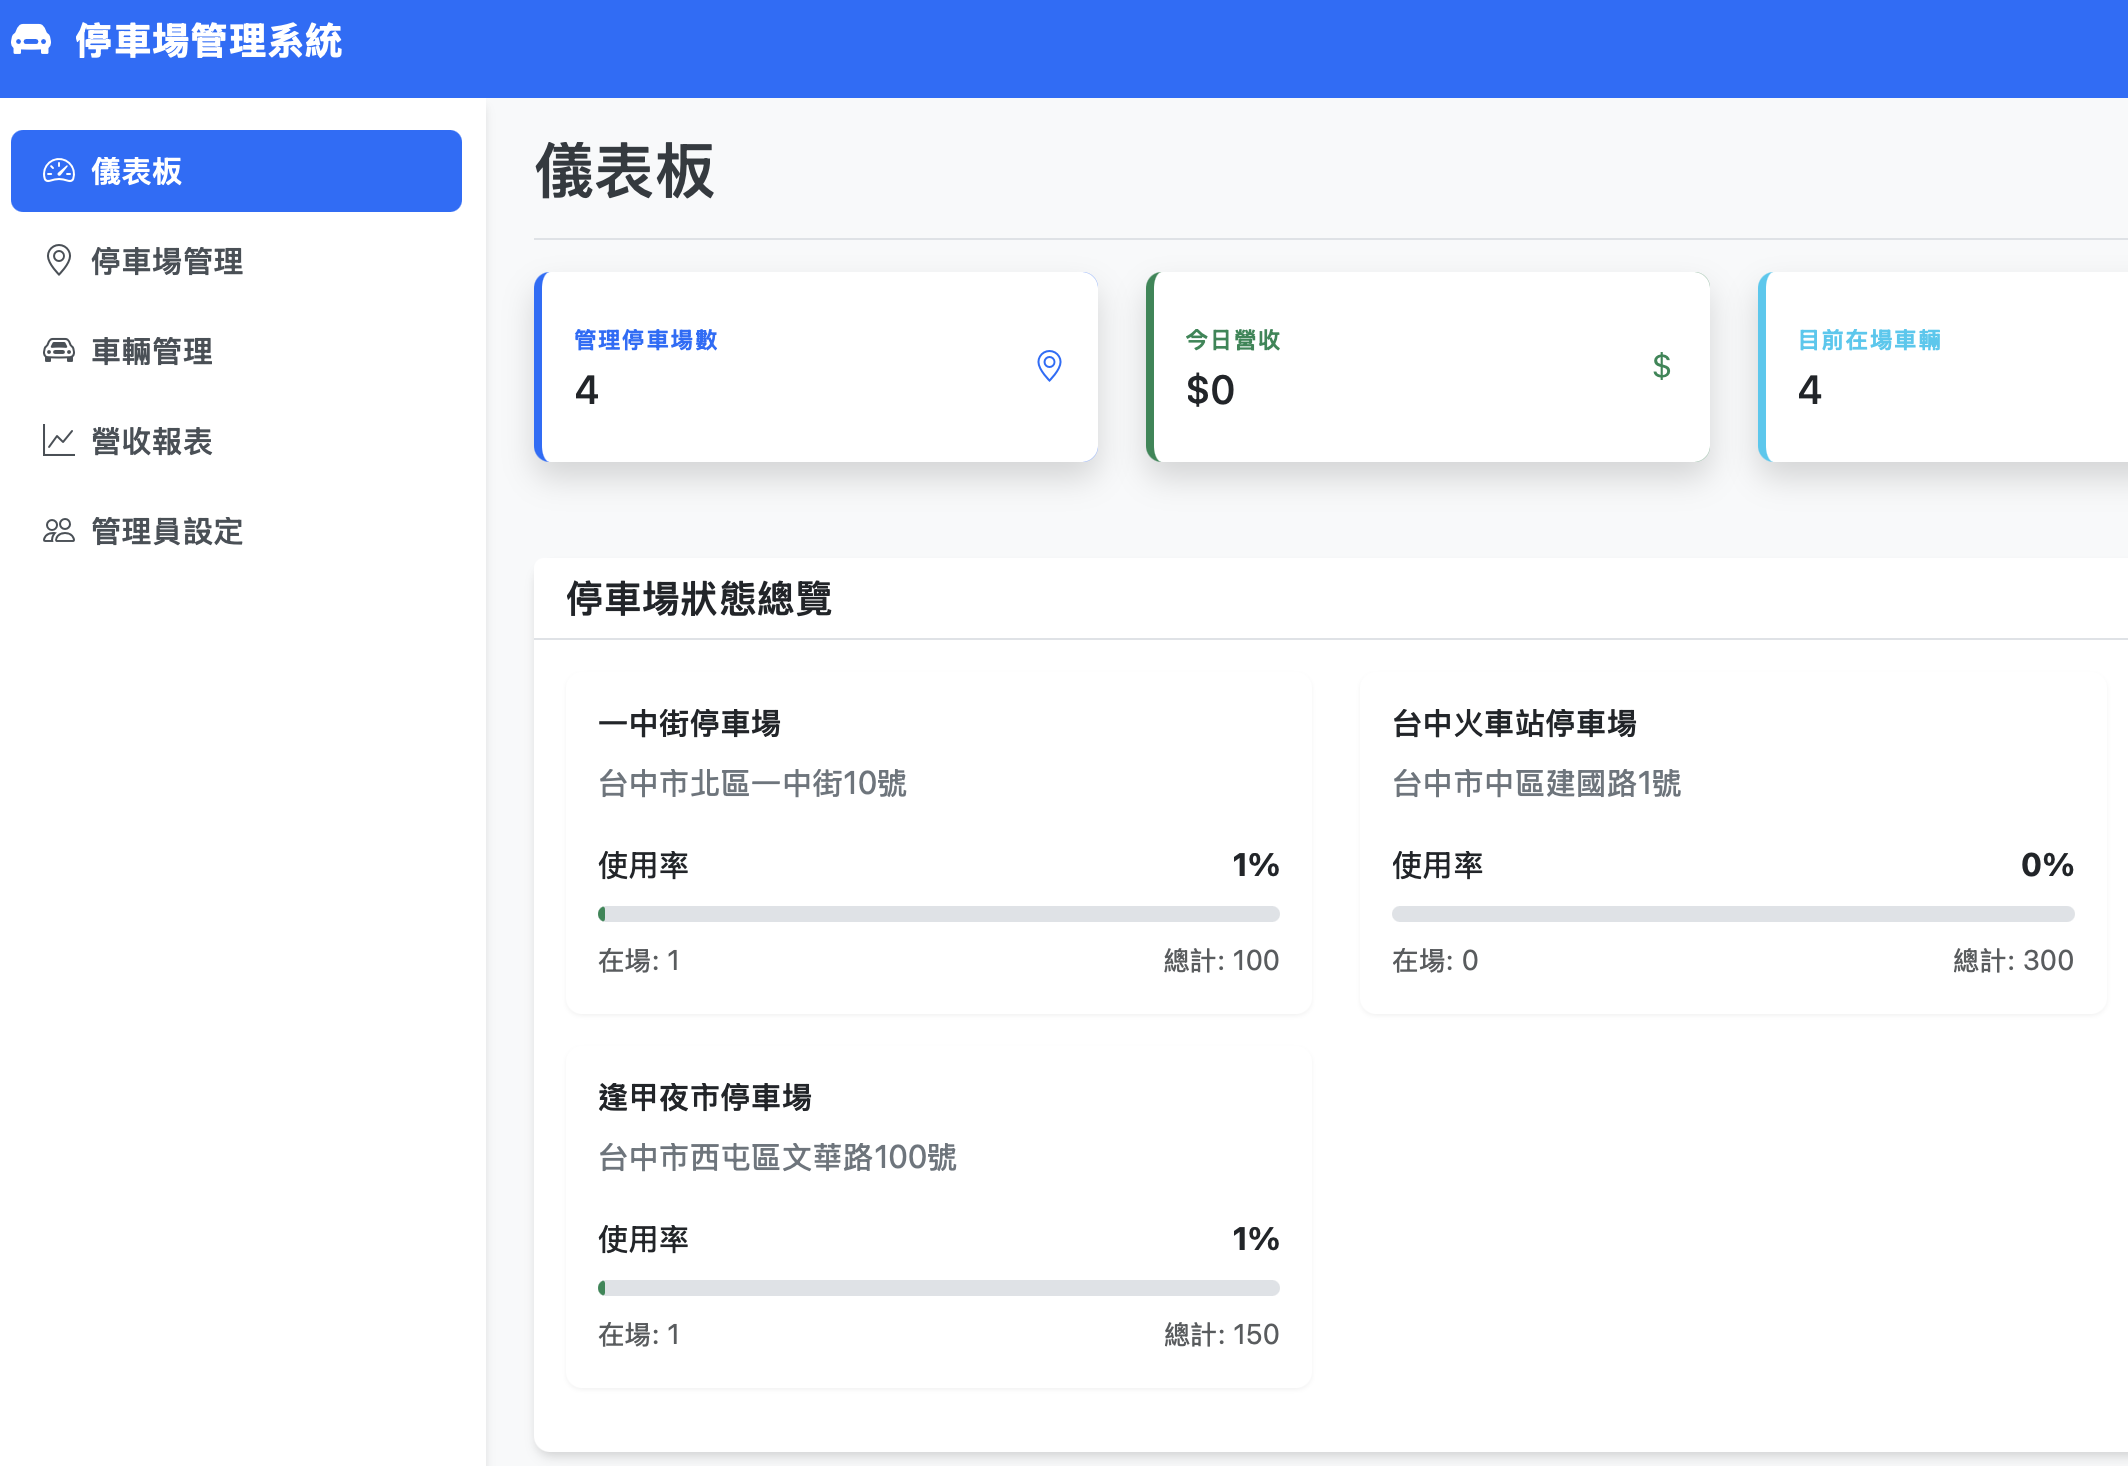 停車場管理系統
儀表板
停車場管理
車輛管理
營收報表
管理員設定
儀表板
管理停車場數
4
今日營收
$0
$
目前在場車輛
4
停車場狀態總覽
一中街停車場
台中市北區一中街10號
使用率 1%
在場: 1 總計: 100
台中火車站停車場
台中市中區建國路1號
使用率 0%
在場: 0 總計: 300
逢甲夜市停車場
台中市西屯區文華路100號
使用率 1%
在場: 1 總計: 150